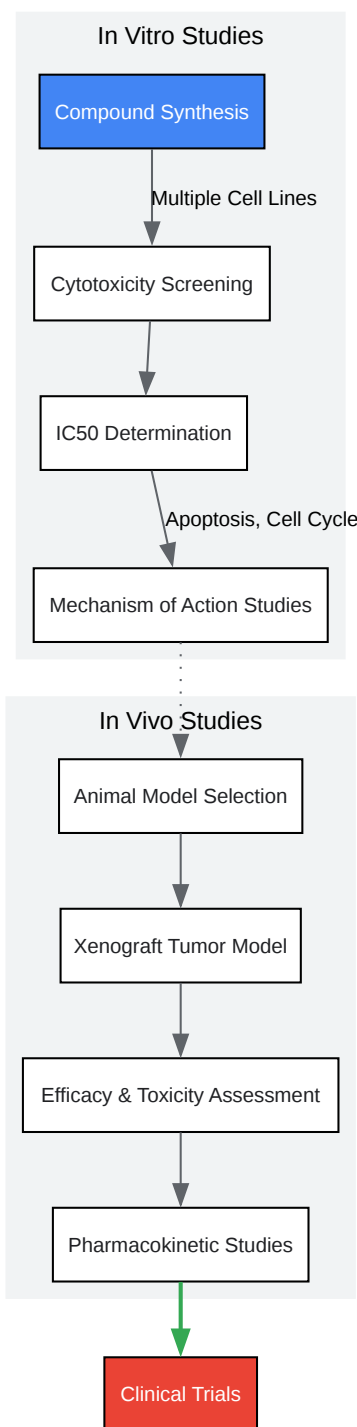 In Vitro Studies
Compound Synthesis
Multiple Cell Lines
Cytotoxicity Screening
IC50 Determination
Apoptosis, Cell Cycle
Mechanism of Action Studies
In Vivo Studies
Animal Model Selection
Xenograft Tumor Model
Efficacy & Toxicity Assessment
Pharmacokinetic Studies
Clinical Trials